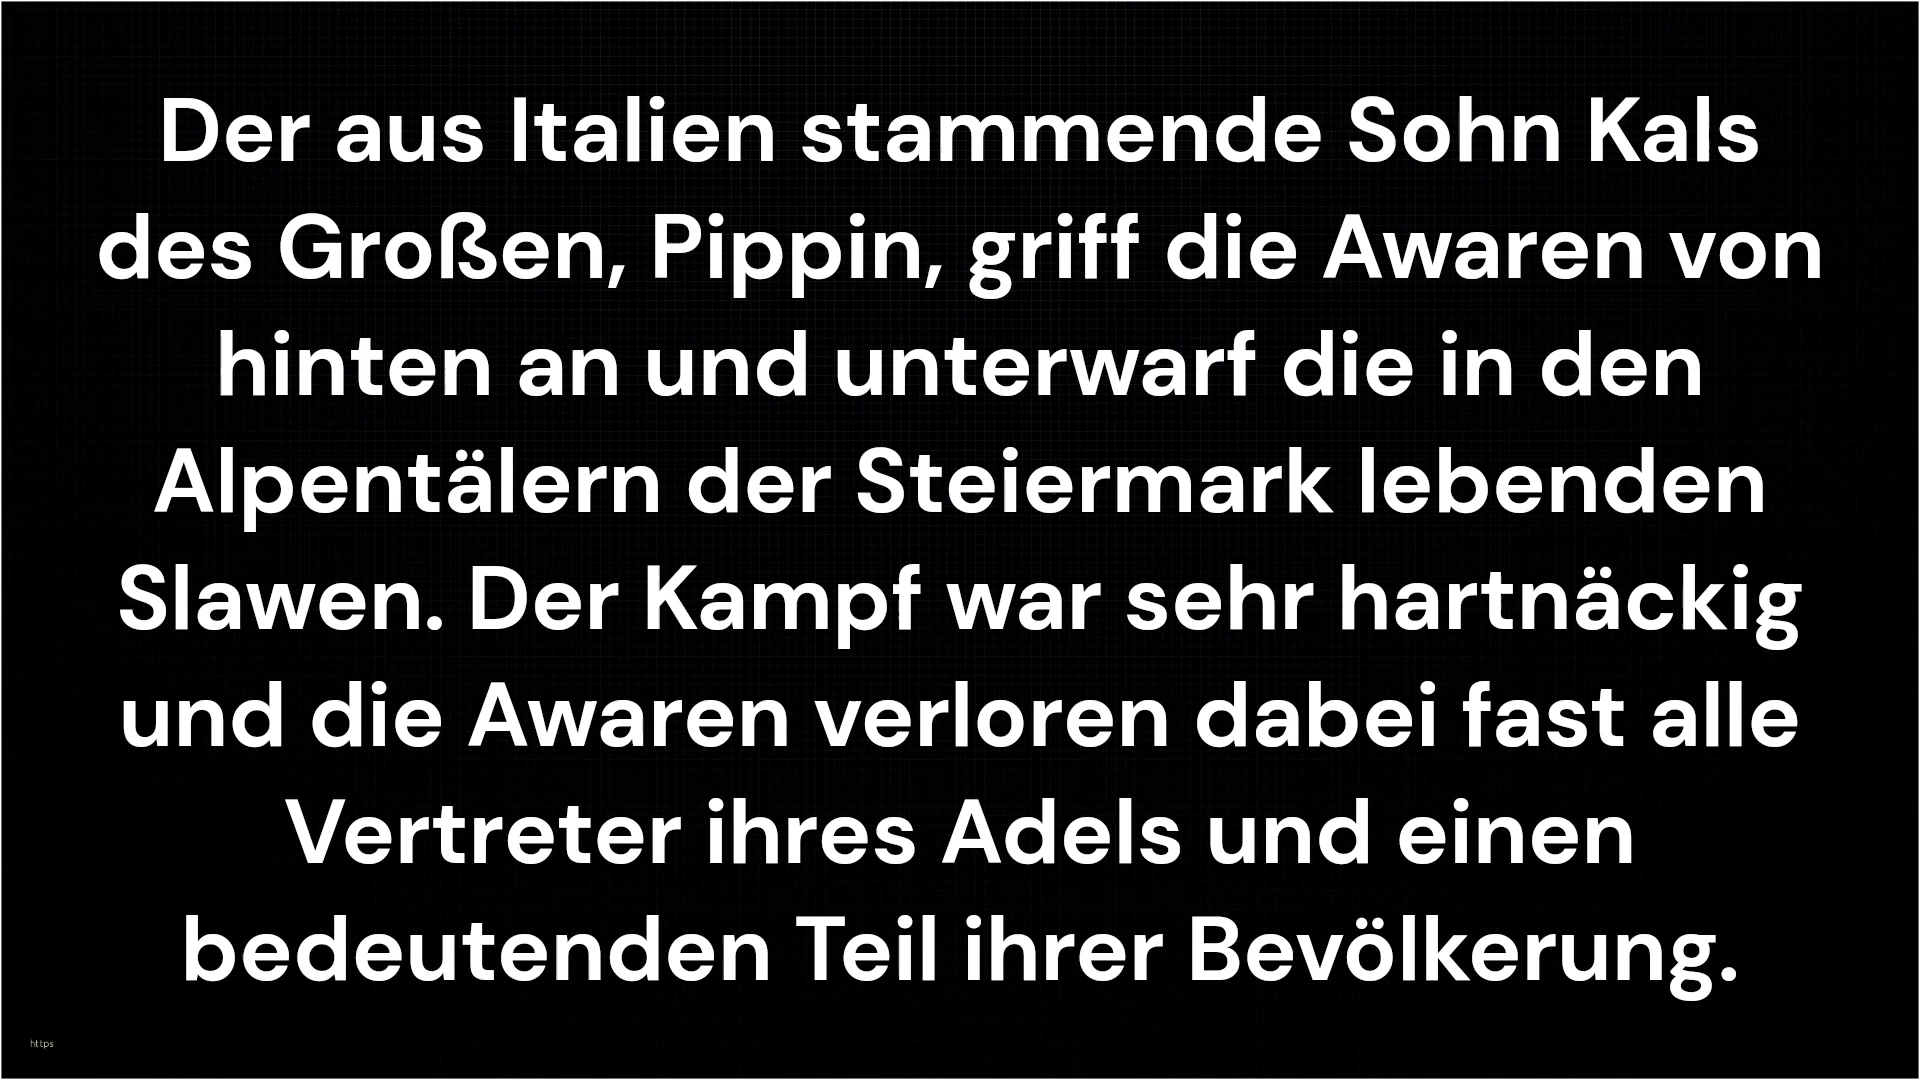 Der aus Italien stammende Sohn Kals
des Großen, Pippin, griff die Awaren von
hinten an und unterwarf die in den
Alpentälern der Steiermark lebenden
Slawen. Der Kampf war sehr hartnäckig
und die Awaren verloren dabei fast alle
Vertreter ihres Adels und einen
bedeutenden Teil ihrer Bevölkerung.
https